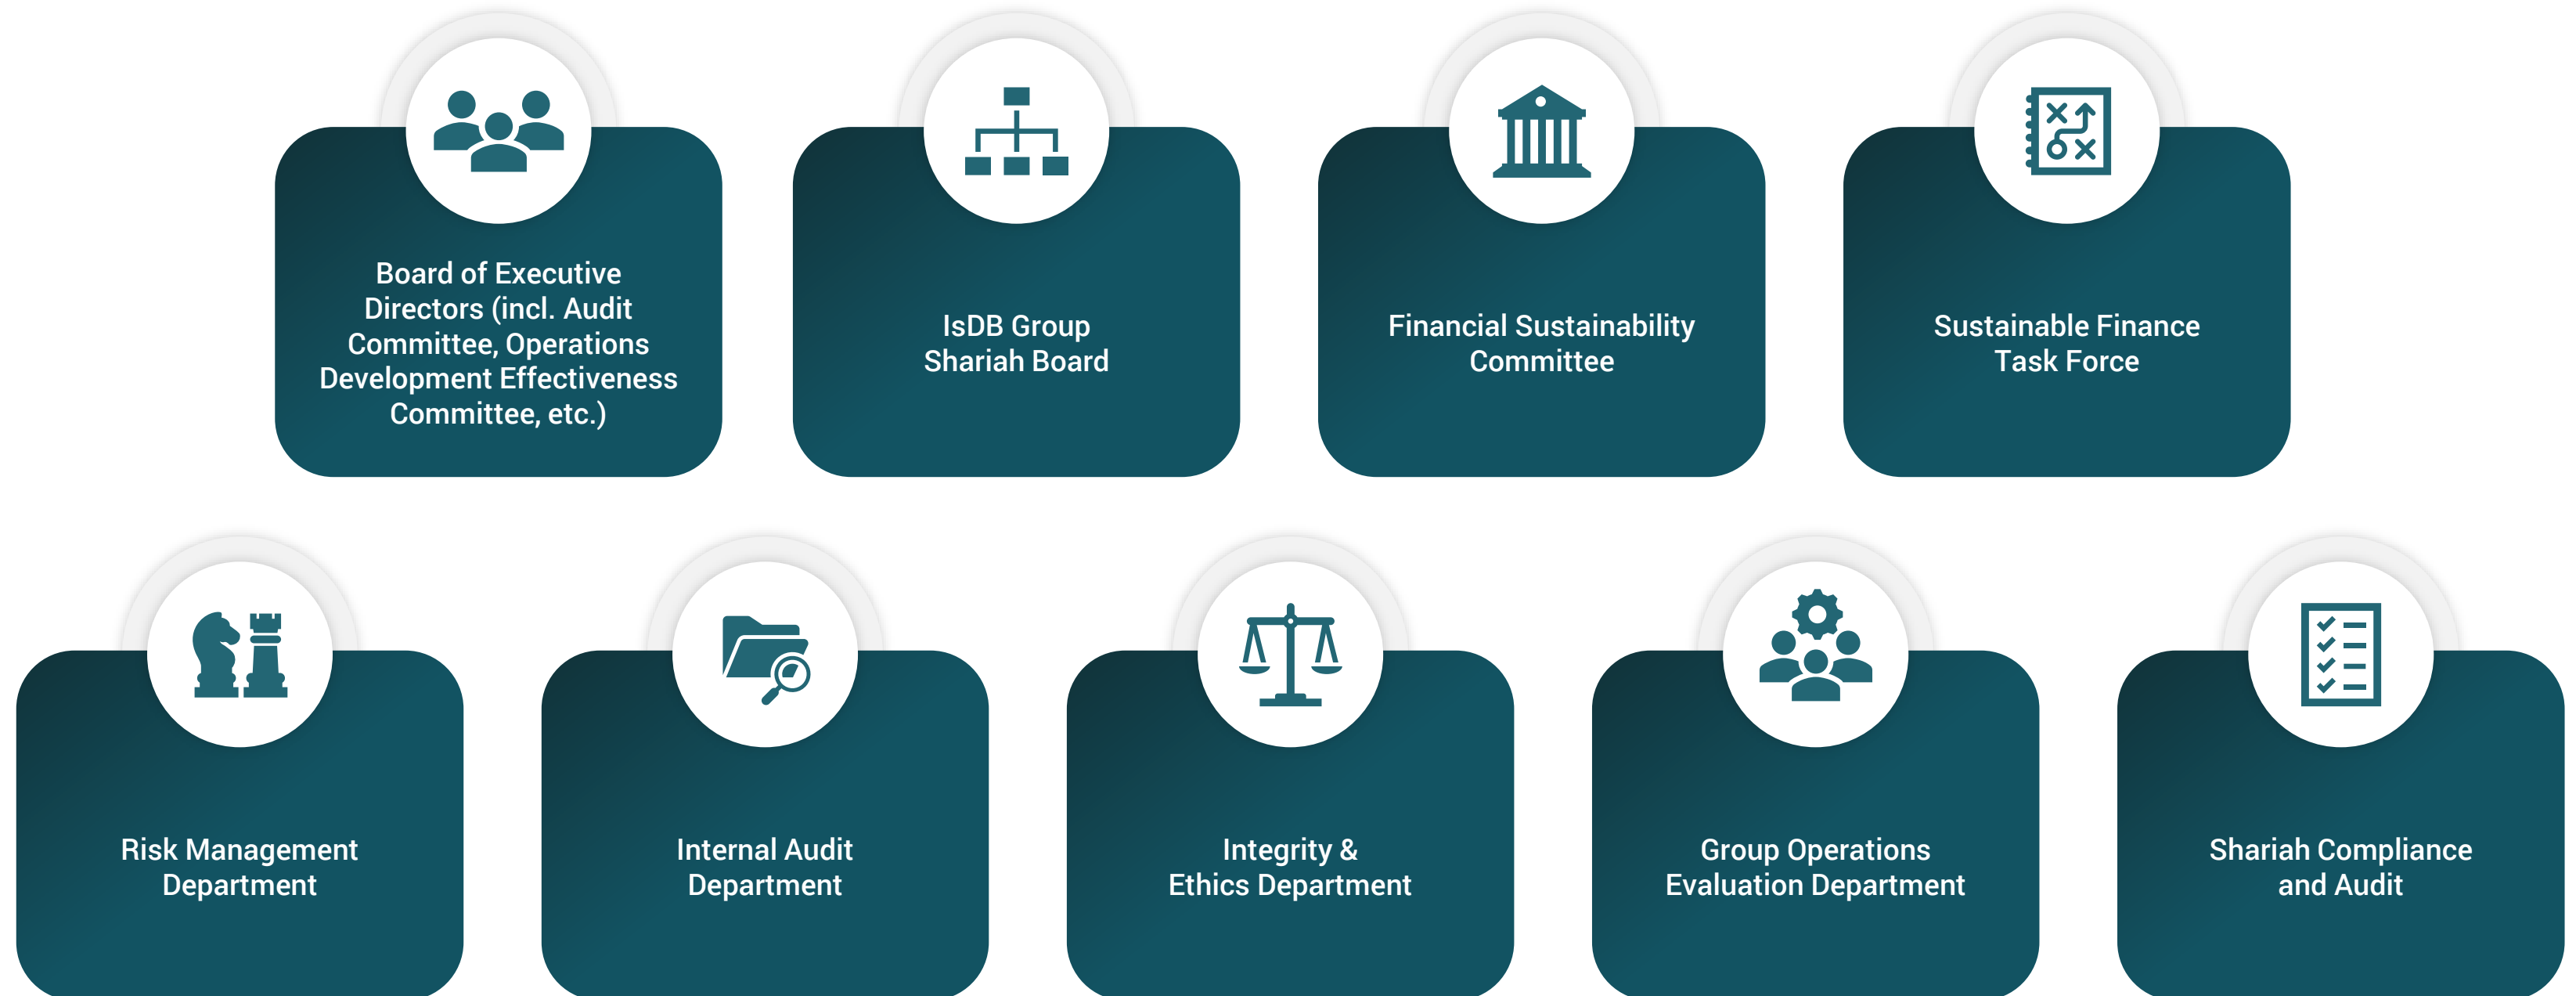 Board of Executive
Directors (incl. Audit
Committee, Operations
Development Effectiveness
Committee, etc.)
IsDB Group
Shariah Board
Financial Sustainability
Committee
Sustainable Finance
Task Force
Risk Management
Department
Internal Audit
Department
Integrity &
Ethics Department
Group Operations
Evaluation Department
Shariah Compliance
and Audit